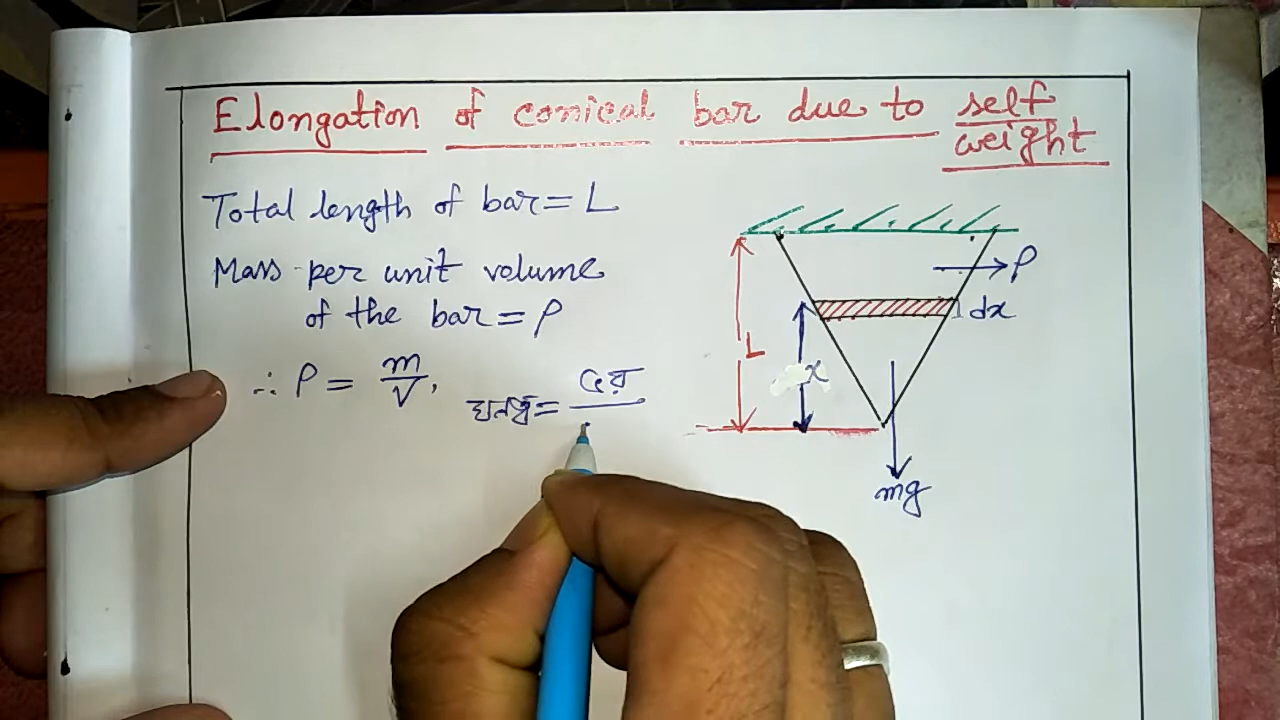 Elongation of conical bar due to self
weight
Total length of bar = L
Mass per unit volume
of the bar = ρ
∴ ρ = m/V,
ঘনত্ব = ভর
ρ
dx
L
x
mg